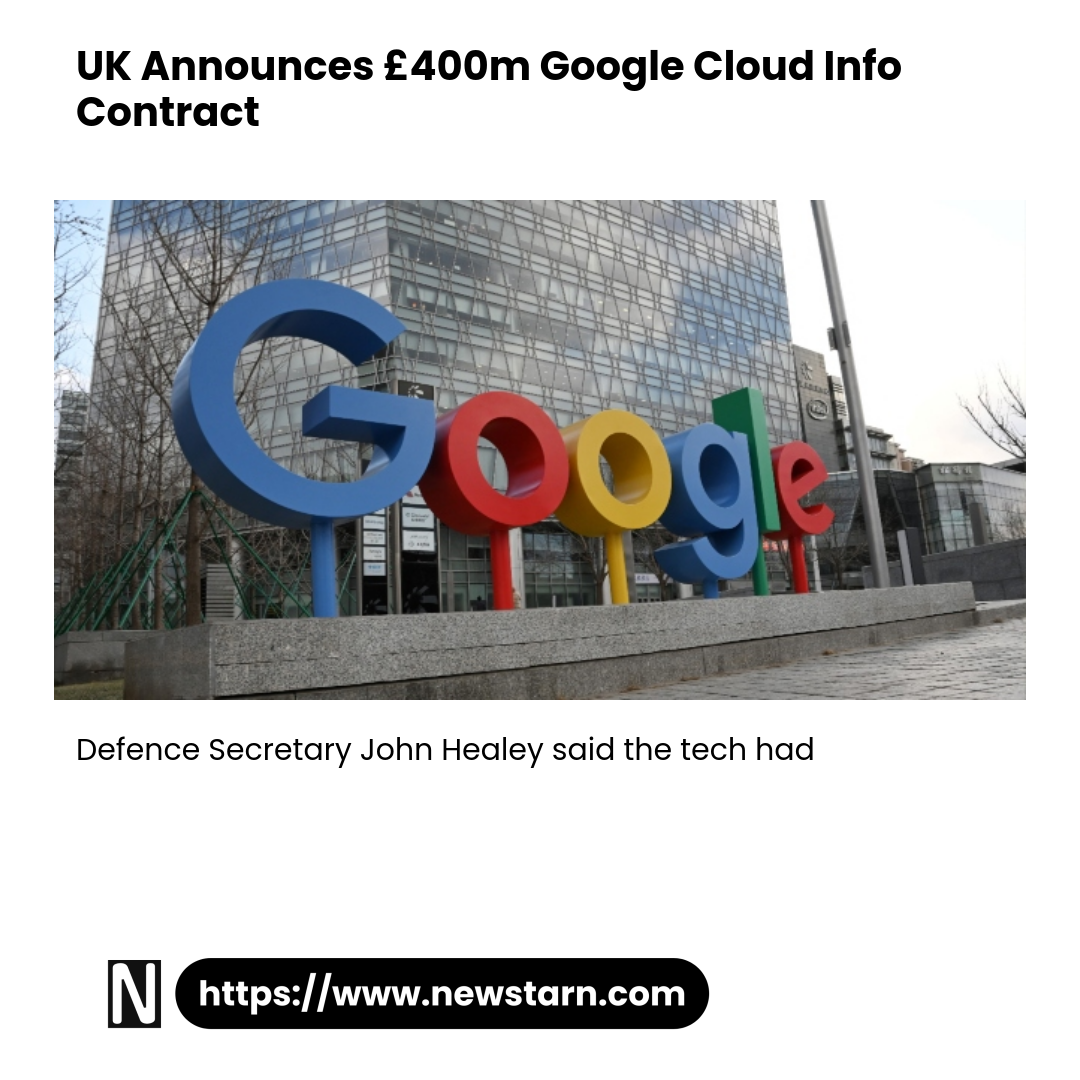 UK Announces £400m Google Cloud Info
Contract
Google
Defence Secretary John Healey said the tech had
N
https://www.newstarn.com